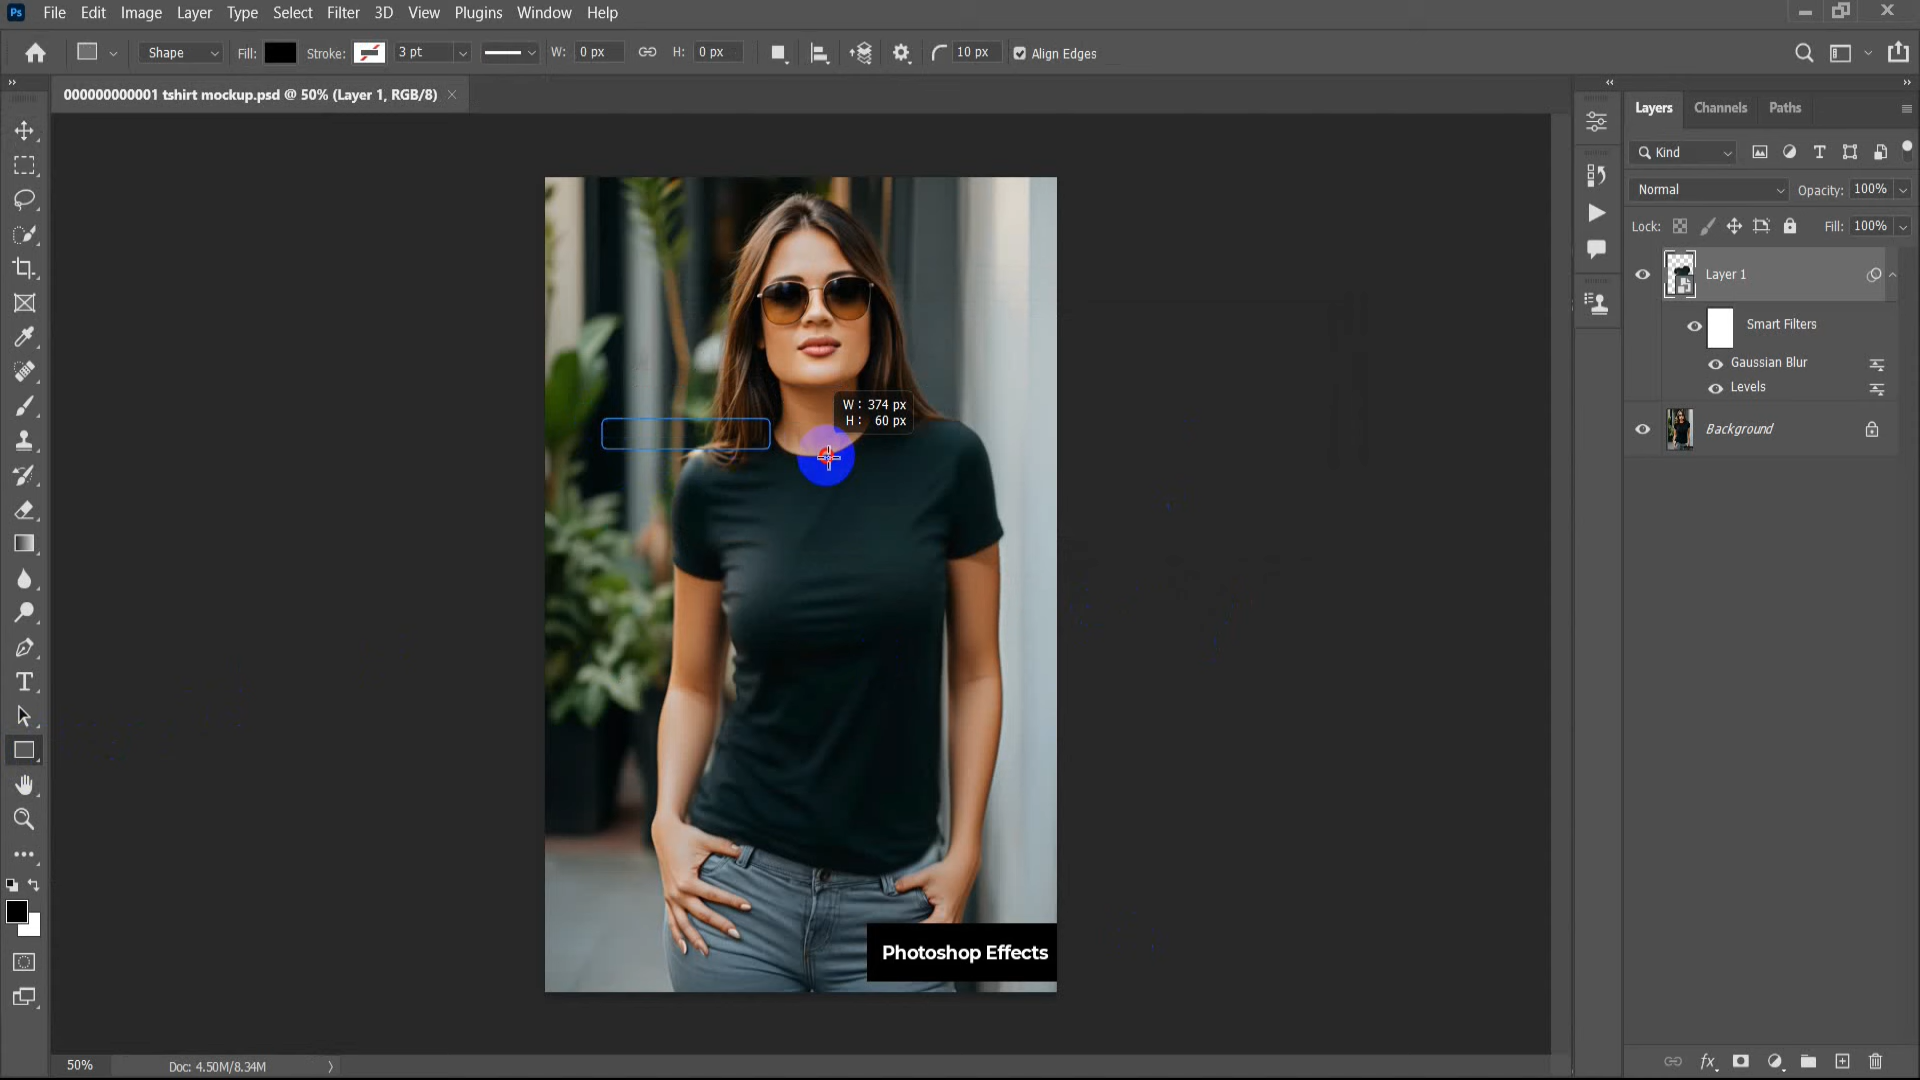 Ps File Edit Image Layer Type Select Filter 3D View Plugins Window Help
Shape Fill: Stroke: 3 pt W: 0 px H: 0 px 10 px Align Edges
000000000001 tshirt mockup.psd @ 50% (Layer 1, RGB/8)
Layers Channels Paths
Kind
Normal Opacity: 100%
Lock: Fill: 100%
Layer 1
Smart Filters
Gaussian Blur
Levels
Background
W: 374 px
H: 60 px
Photoshop Effects
50% Doc: 4.50M/8.34M